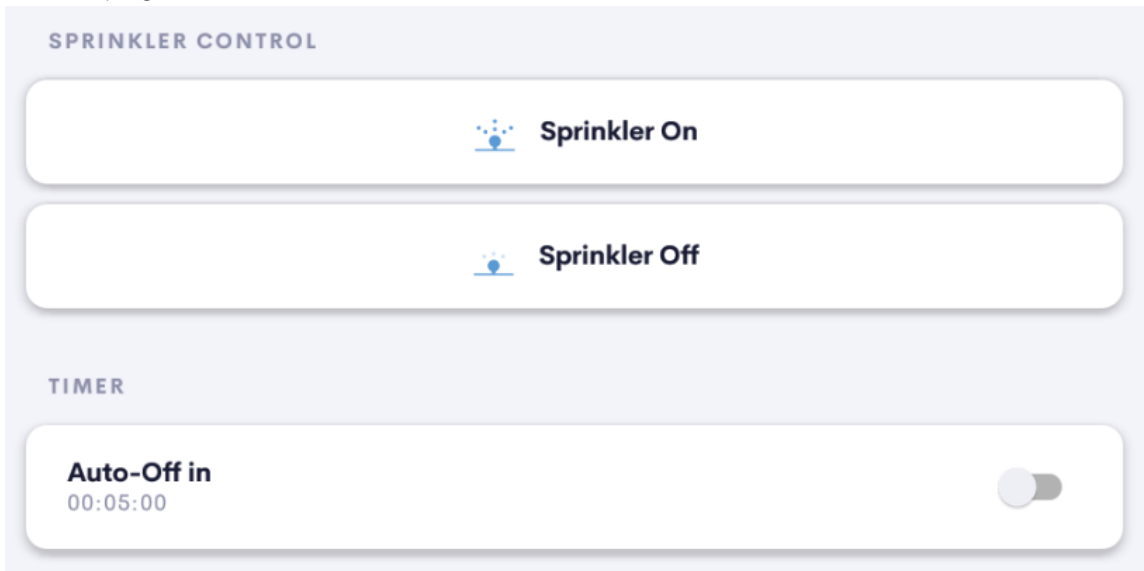 SPRINKLER CONTROL
Sprinkler On
Sprinkler Off
TIMER
Auto-Off in
00:05:00